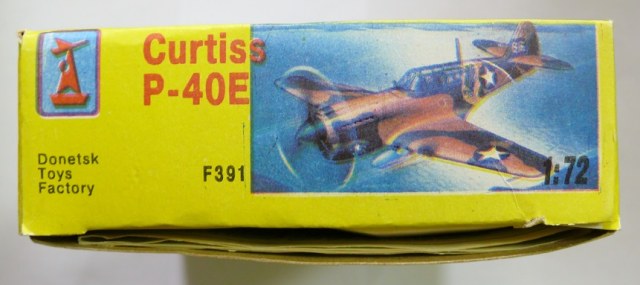 Curtiss
P-40E
Donetsk
Toys
Factory
F391
1:72